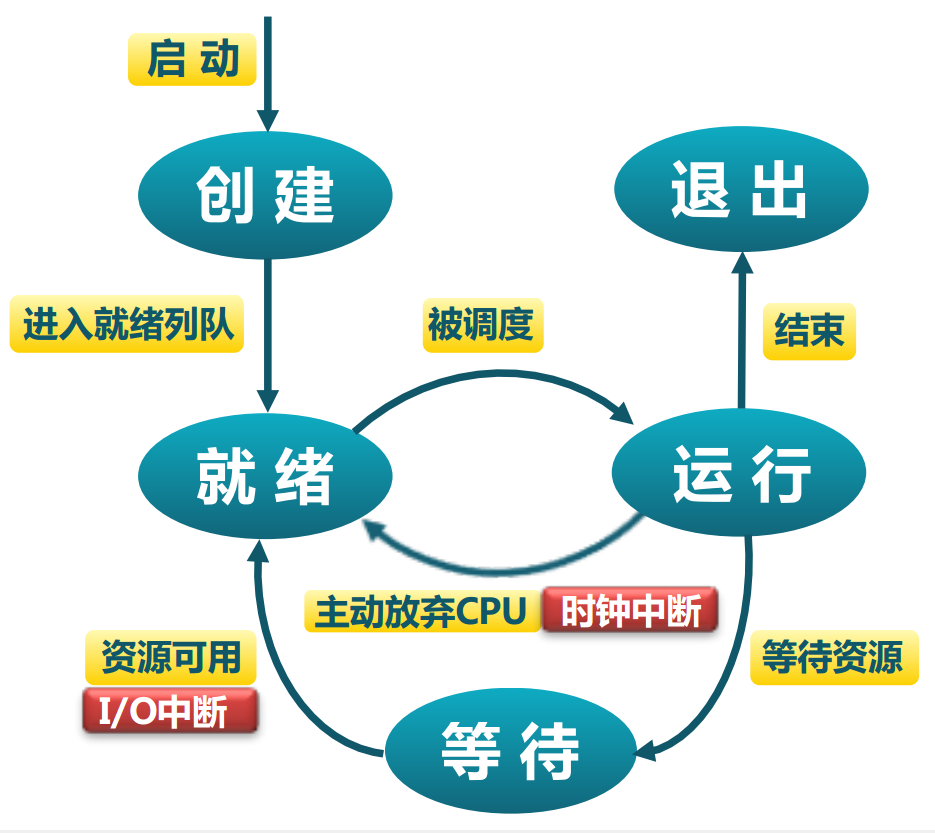 启 动
创 建
退 出
进入就绪列队
被调度
结束
就 绪
运 行
主动放弃CPU 时钟中断
资源可用
I/O中断
等待资源
等 待